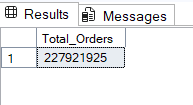 Results Messages
Total_Orders
1 227921925